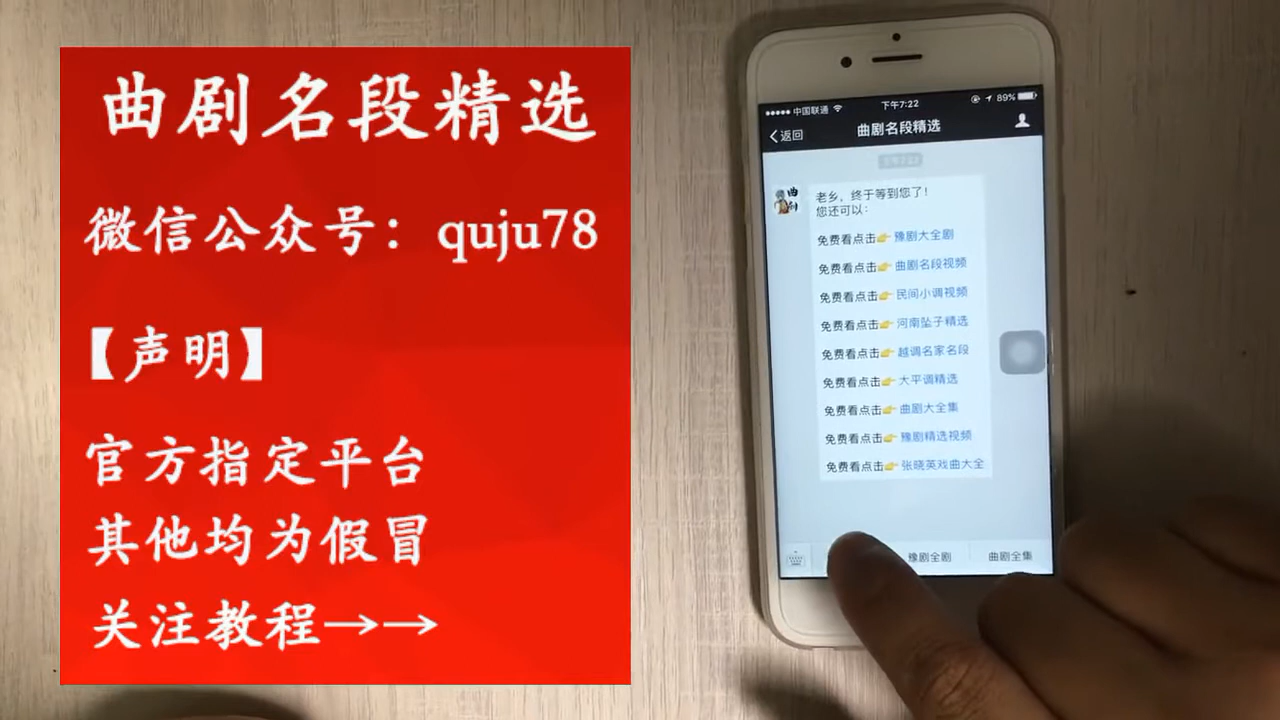 曲剧名段精选
微信公众号：quju78
【声明】
官方指定平台
其他均为假冒
关注教程→→
中国联通
下午7:22
89%
返回
曲剧名段精选
老乡，终于等到您了！
您还可以：
免费看点击👉豫剧大全剧
免费看点击👉曲剧名段视频
免费看点击👉民间小调视频
免费看点击👉河南坠子精选
免费看点击👉越调名家名段
免费看点击👉大平调精选
免费看点击👉曲剧大全集
免费看点击👉豫剧精选视频
免费看点击👉张晓英戏曲大全
豫剧全剧
曲剧全集